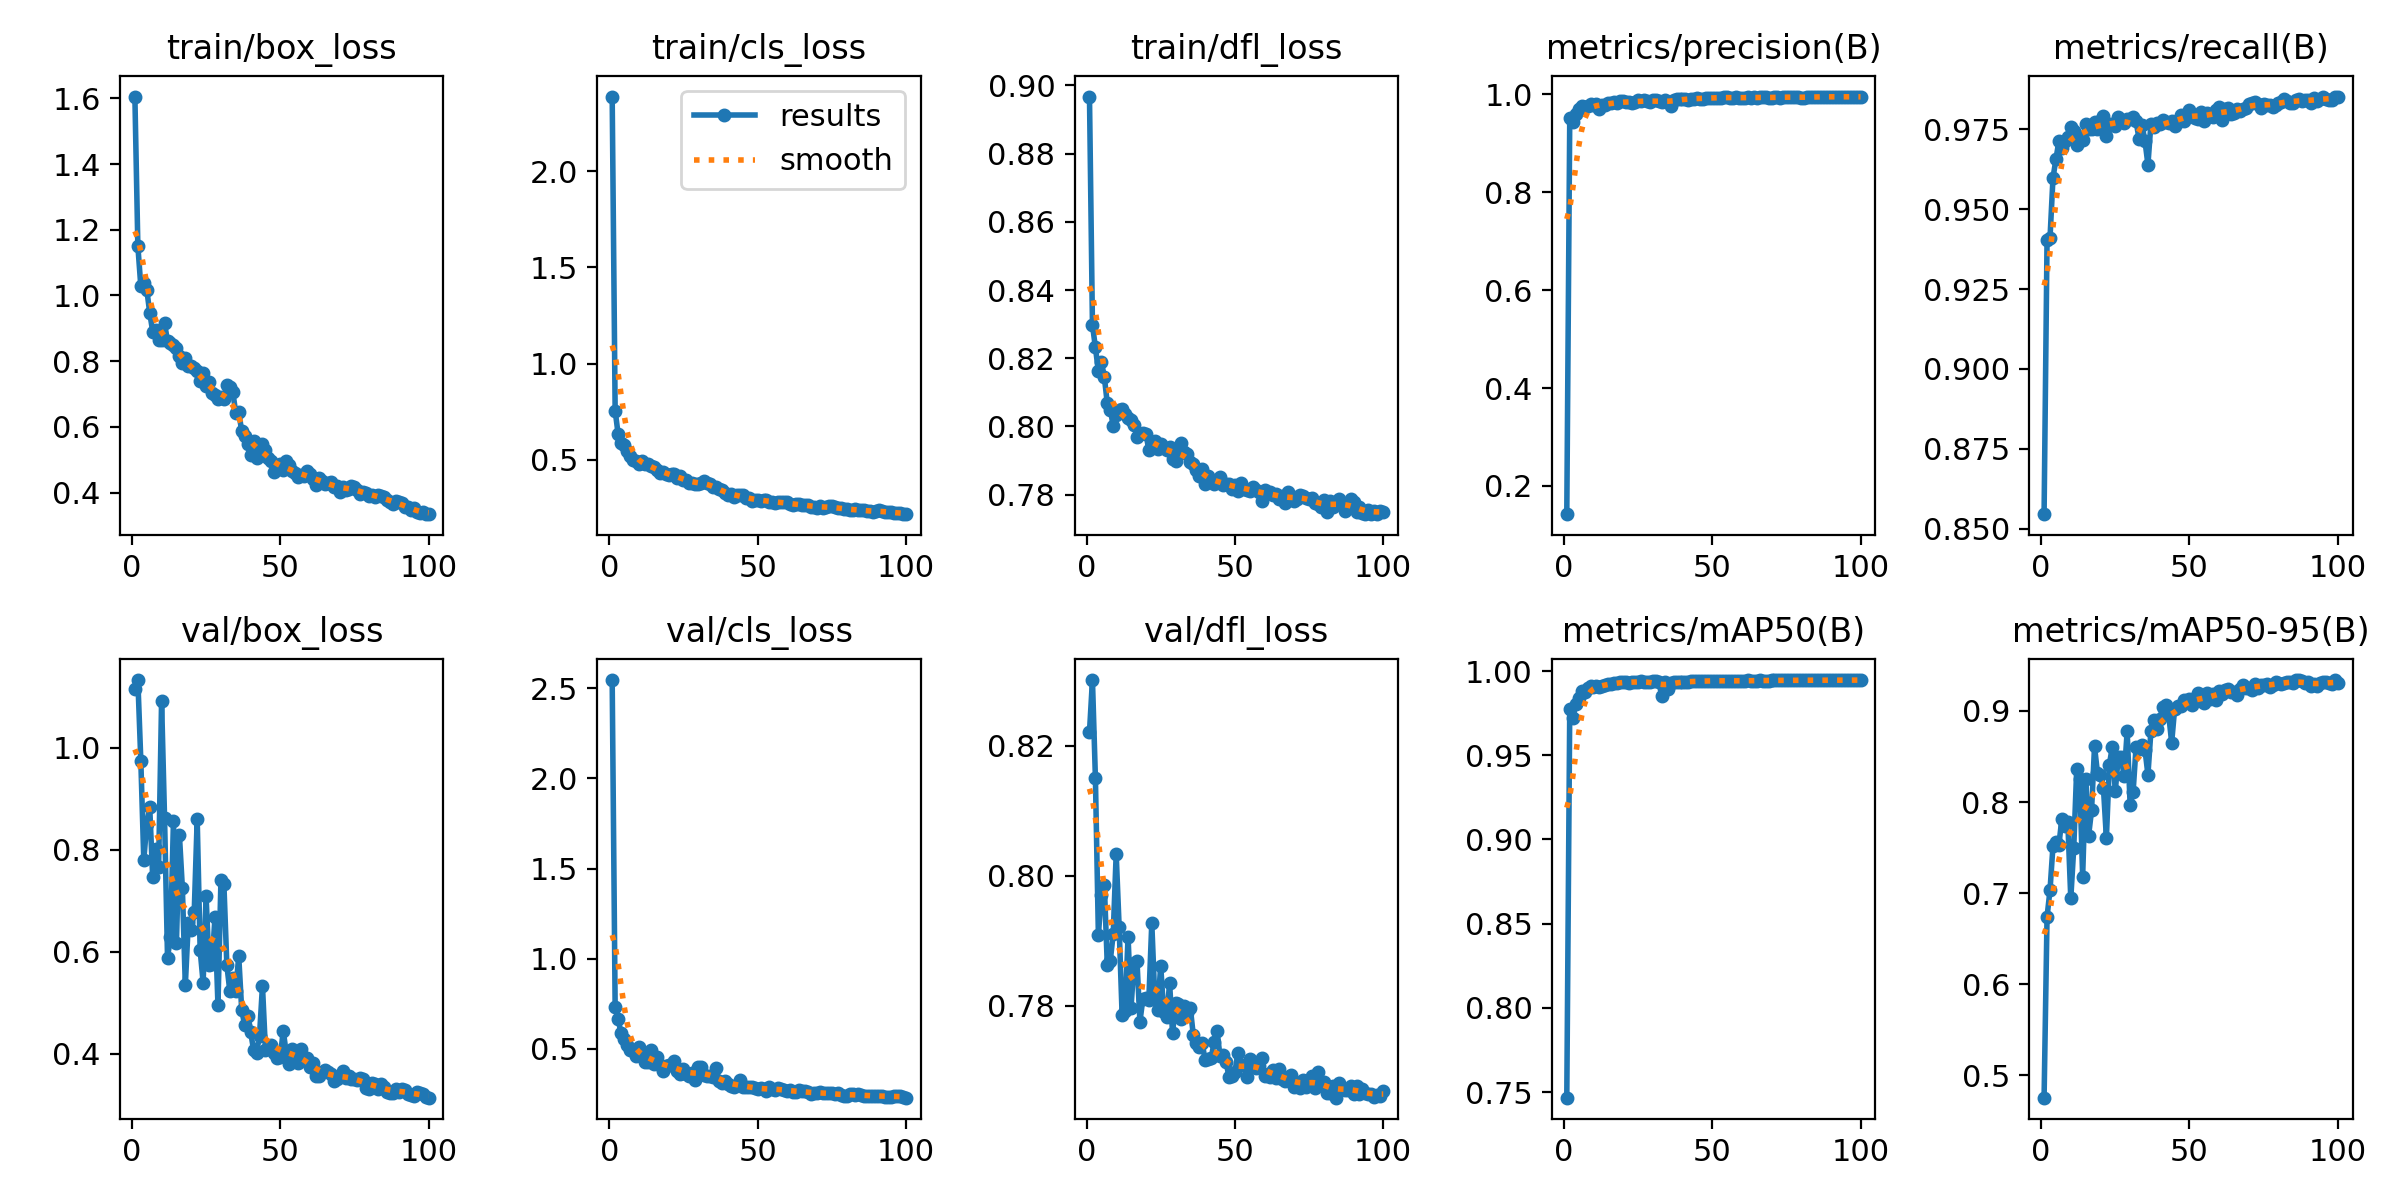 train/box_loss
1.6
1.4
1.2
1.0
0.8
0.6
0.4
0 50 100
train/cls_loss
results
smooth
2.0
1.5
1.0
0.5
0 50 100
train/dfl_loss
0.90
0.88
0.86
0.84
0.82
0.80
0.78
0 50 100
metrics/precision(B)
1.0
0.8
0.6
0.4
0.2
0 50 100
metrics/recall(B)
0.975
0.950
0.925
0.900
0.875
0.850
0 50 100
val/box_loss
1.0
0.8
0.6
0.4
0 50 100
val/cls_loss
2.5
2.0
1.5
1.0
0.5
0 50 100
val/dfl_loss
0.82
0.80
0.78
0 50 100
metrics/mAP50(B)
1.00
0.95
0.90
0.85
0.80
0.75
0 50 100
metrics/mAP50-95(B)
0.9
0.8
0.7
0.6
0.5
0 50 100